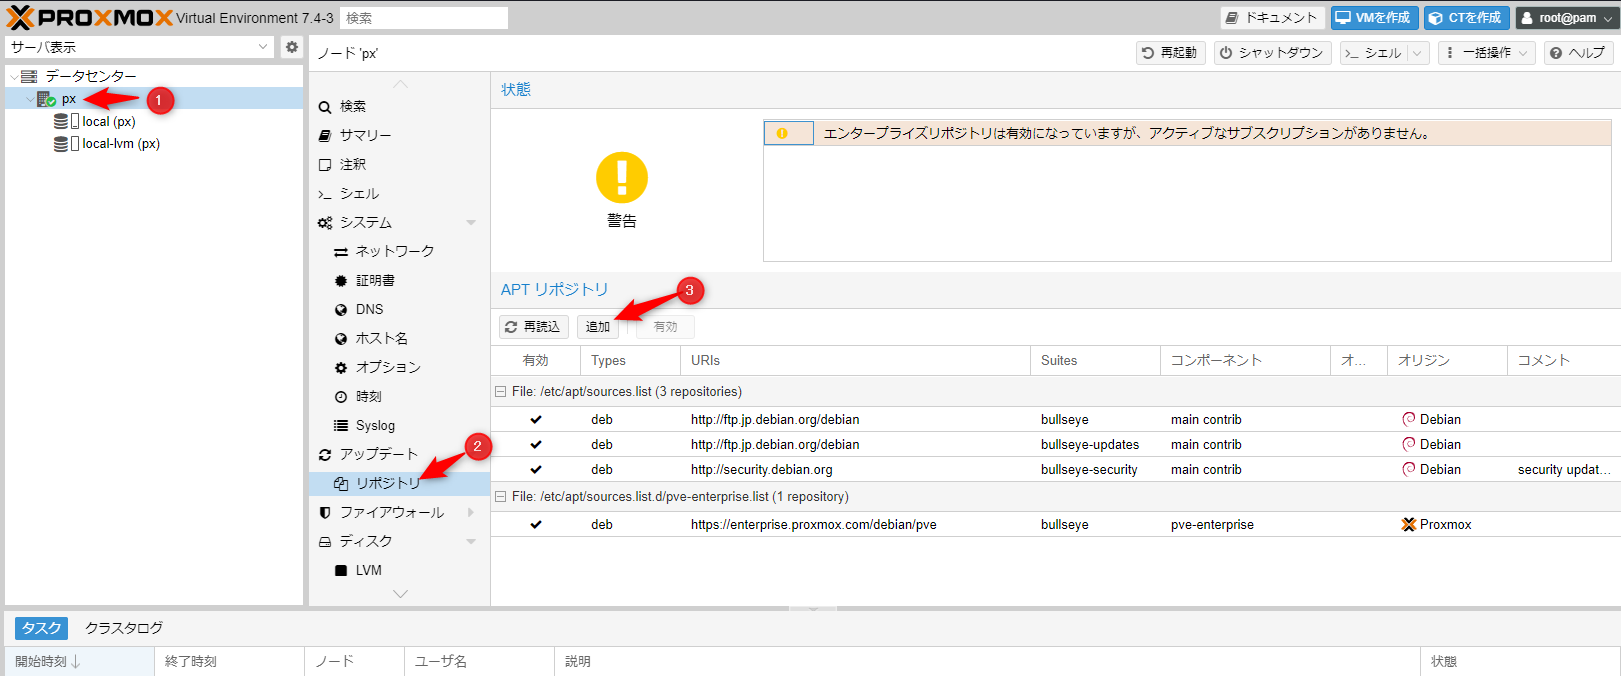 PROXMOX Virtual Environment 7.4-3 検索 ドキュメント VMを作成 CTを作成 root@pam
サーバ表示
ノード 'px' 再起動 シャットダウン シェル 一括操作 ヘルプ
データセンター
px 1
local (px)
local-lvm (px)
検索
サマリー
注釈
シェル
システム
ネットワーク
証明書
DNS
ホスト名
オプション
時刻
Syslog
アップデート
2
リポジトリ
ファイアウォール
ディスク
LVM
状態
警告
エンタープライズリポジトリは有効になっていますが、アクティブなサブスクリプションがありません。
APT リポジトリ
3
再読込 追加 有効
有効 Types URIs Suites コンポーネント オ... オリジン コメント
File: /etc/apt/sources.list (3 repositories)
deb http://ftp.jp.debian.org/debian bullseye main contrib Debian
deb http://ftp.jp.debian.org/debian bullseye-updates main contrib Debian
deb http://security.debian.org bullseye-security main contrib Debian security updat...
File: /etc/apt/sources.list.d/pve-enterprise.list (1 repository)
deb https://enterprise.proxmox.com/debian/pve bullseye pve-enterprise Proxmox
タスク クラスタログ
開始時刻 終了時刻 ノード ユーザ名 説明 状態